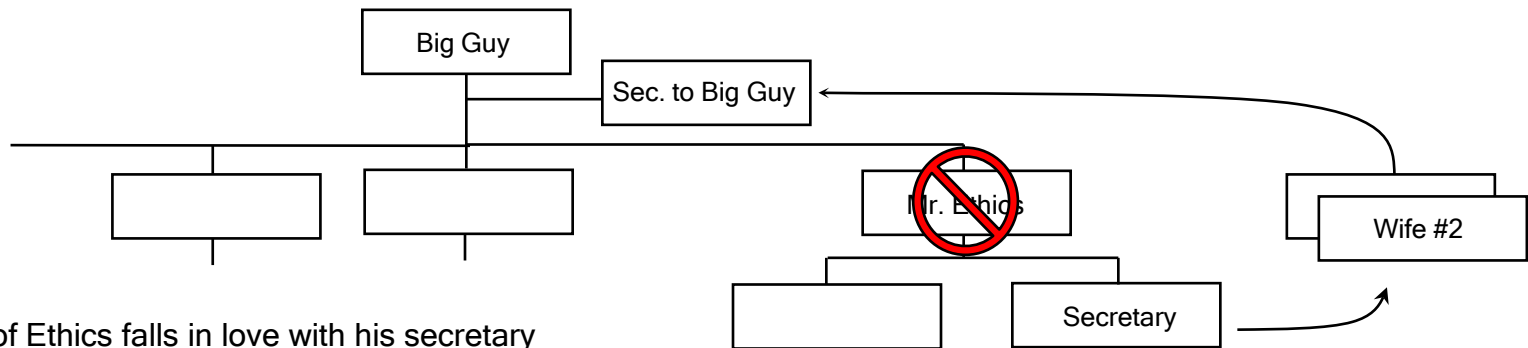 Big Guy
Sec. to Big Guy
Mr. Ethics
Wife #2
Secretary
of Ethics falls in love with his secretary